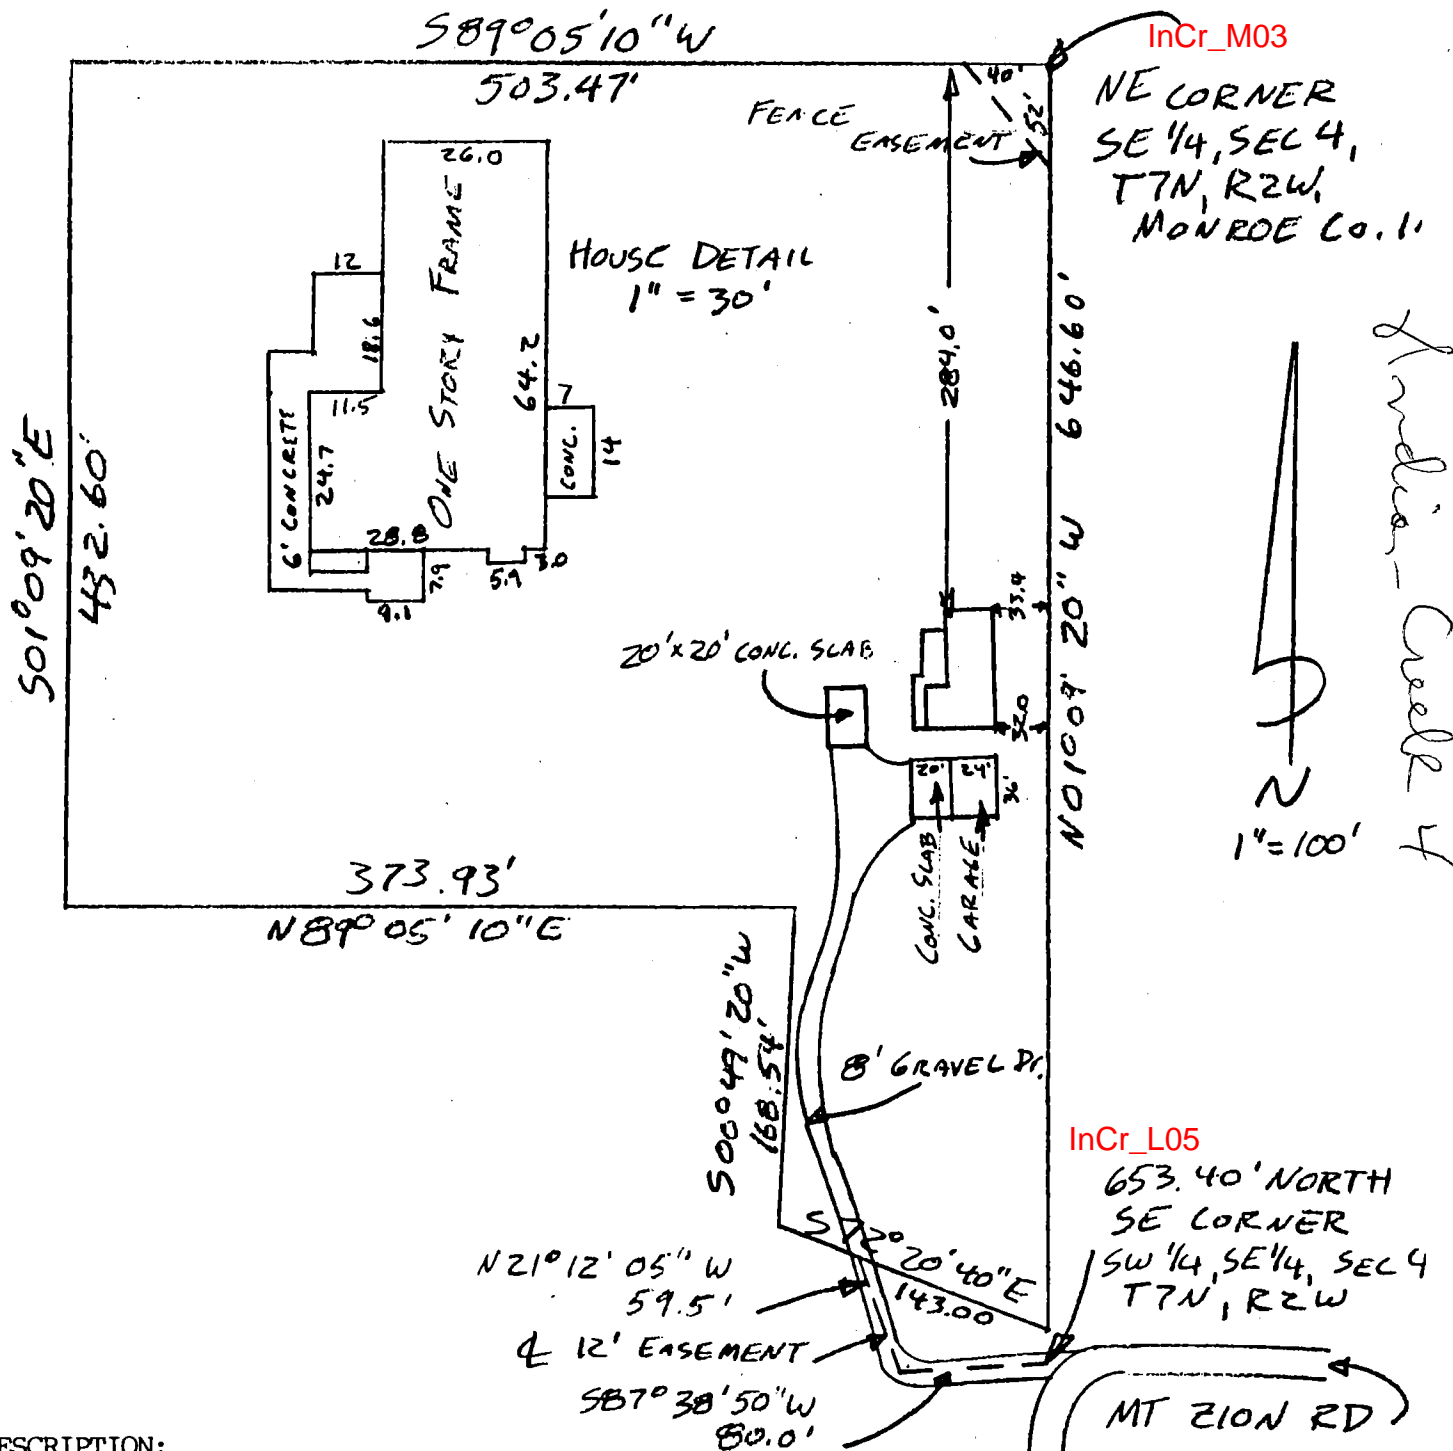 S89°05'10"W
503.47'
InCr_M03
NE CORNER
SE 1/4, SEC 4,
T7N, R2W,
MONROE Co. I
40'
52'
FENCE
EASEMENT
26.0
ONE STORY FRAME
HOUSE DETAIL
1" = 30'
12
18.6
11.5
64.2
7
CONC.
14
6' CONCRETE
24.7
28.8
7.9
9.1
5.9
3.0
S01°09'20"E
432.60'
284.0'
646.60'
N01°09'20"W
Indian Creek 4
N
1"=100'
33.4
32.0
20'x20' CONC. SLAB
20'
24'
36'
CONC. SLAB
GARAGE
373.93'
N89°05'10"E
S00°49'20"W
168.54'
8' GRAVEL Dr.
InCr_L05
653.40' NORTH
SE CORNER
SW 1/4, SE 1/4, SEC 4
T7N, R2W
20'40"E
143.00
N21°12'05"W
59.5'
℄ 12' EASEMENT
S87°38'50"W
80.0'
MT ZION RD
ESCRIPTION: